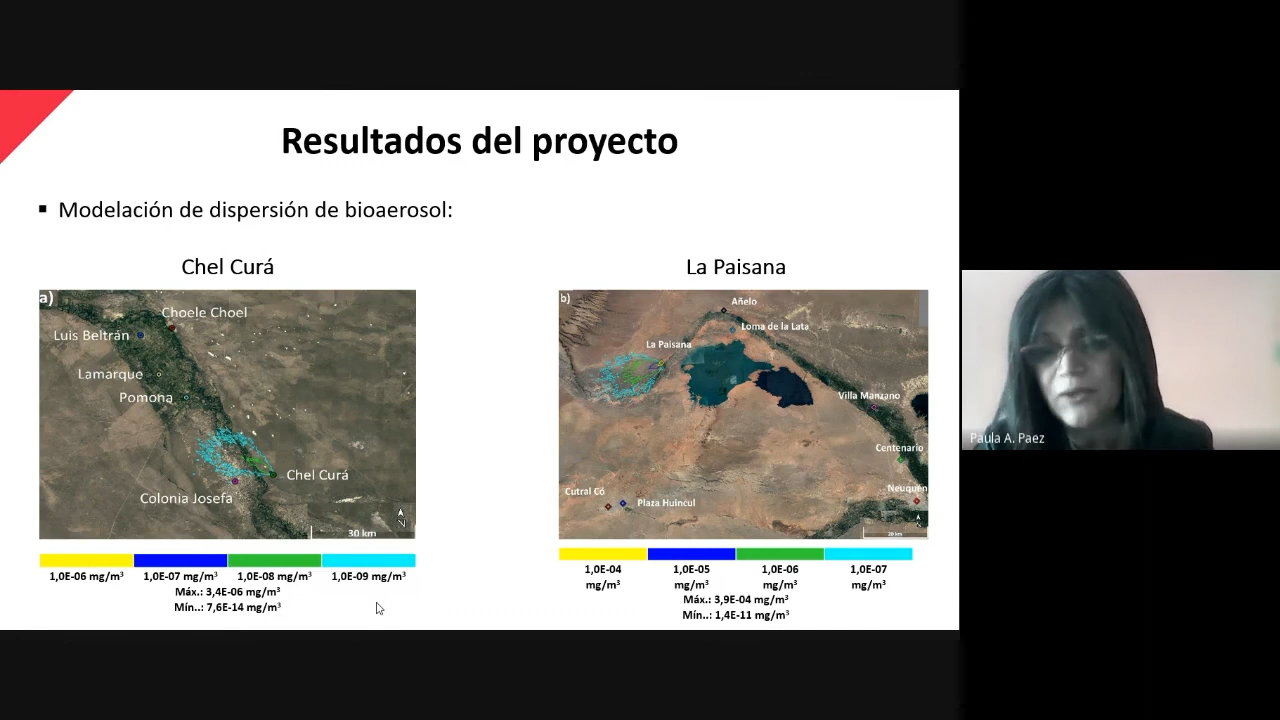 Resultados del proyecto
▪ Modelación de dispersión de bioaerosol:
Chel Curá
a)
Choele Choel
Luis Beltrán
Lamarque
Pomona
Chel Curá
Colonia Josefa
N
30 km
1,0E-06 mg/m³ 1,0E-07 mg/m³ 1,0E-08 mg/m³ 1,0E-09 mg/m³
Máx.: 3,4E-06 mg/m³
Mín..: 7,6E-14 mg/m³
La Paisana
b)
Añelo
Loma de la Lata
La Paisana
Villa Manzano
Centenario
Cutral Có
Plaza Huincul
Neuquén
N
20 km
1,0E-04 1,0E-05 1,0E-06 1,0E-07
mg/m³ mg/m³ mg/m³ mg/m³
Máx.: 3,9E-04 mg/m³
Mín..: 1,4E-11 mg/m³
Paula A. Paez